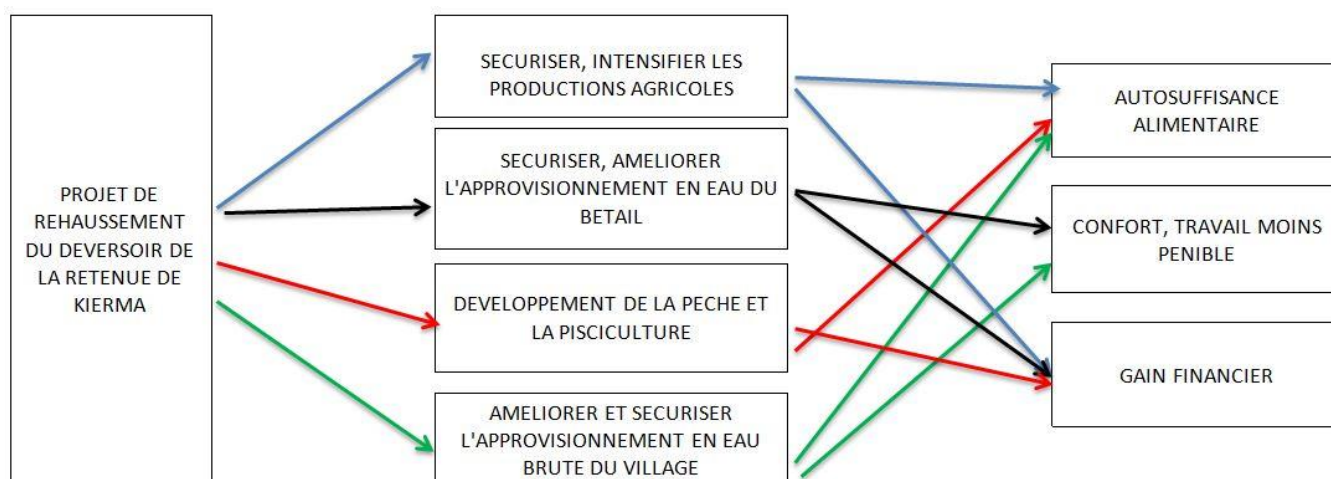 PROJET DE
REHAUSSEMENT
DU DEVERSOIR DE
LA RETENUE DE
KIERMA
SECURISER, INTENSIFIER LES
PRODUCTIONS AGRICOLES
SECURISER, AMELIORER
L'APPROVISIONNEMENT EN EAU DU
BETAIL
DEVELOPPEMENT DE LA PECHE ET
LA PISCICULTURE
AMELIORER ET SECURISER
L'APPROVISIONNEMENT EN EAU
BRUTE DU VILLAGE
AUTOSUFFISANCE
ALIMENTAIRE
CONFORT, TRAVAIL MOINS
PENIBLE
GAIN FINANCIER